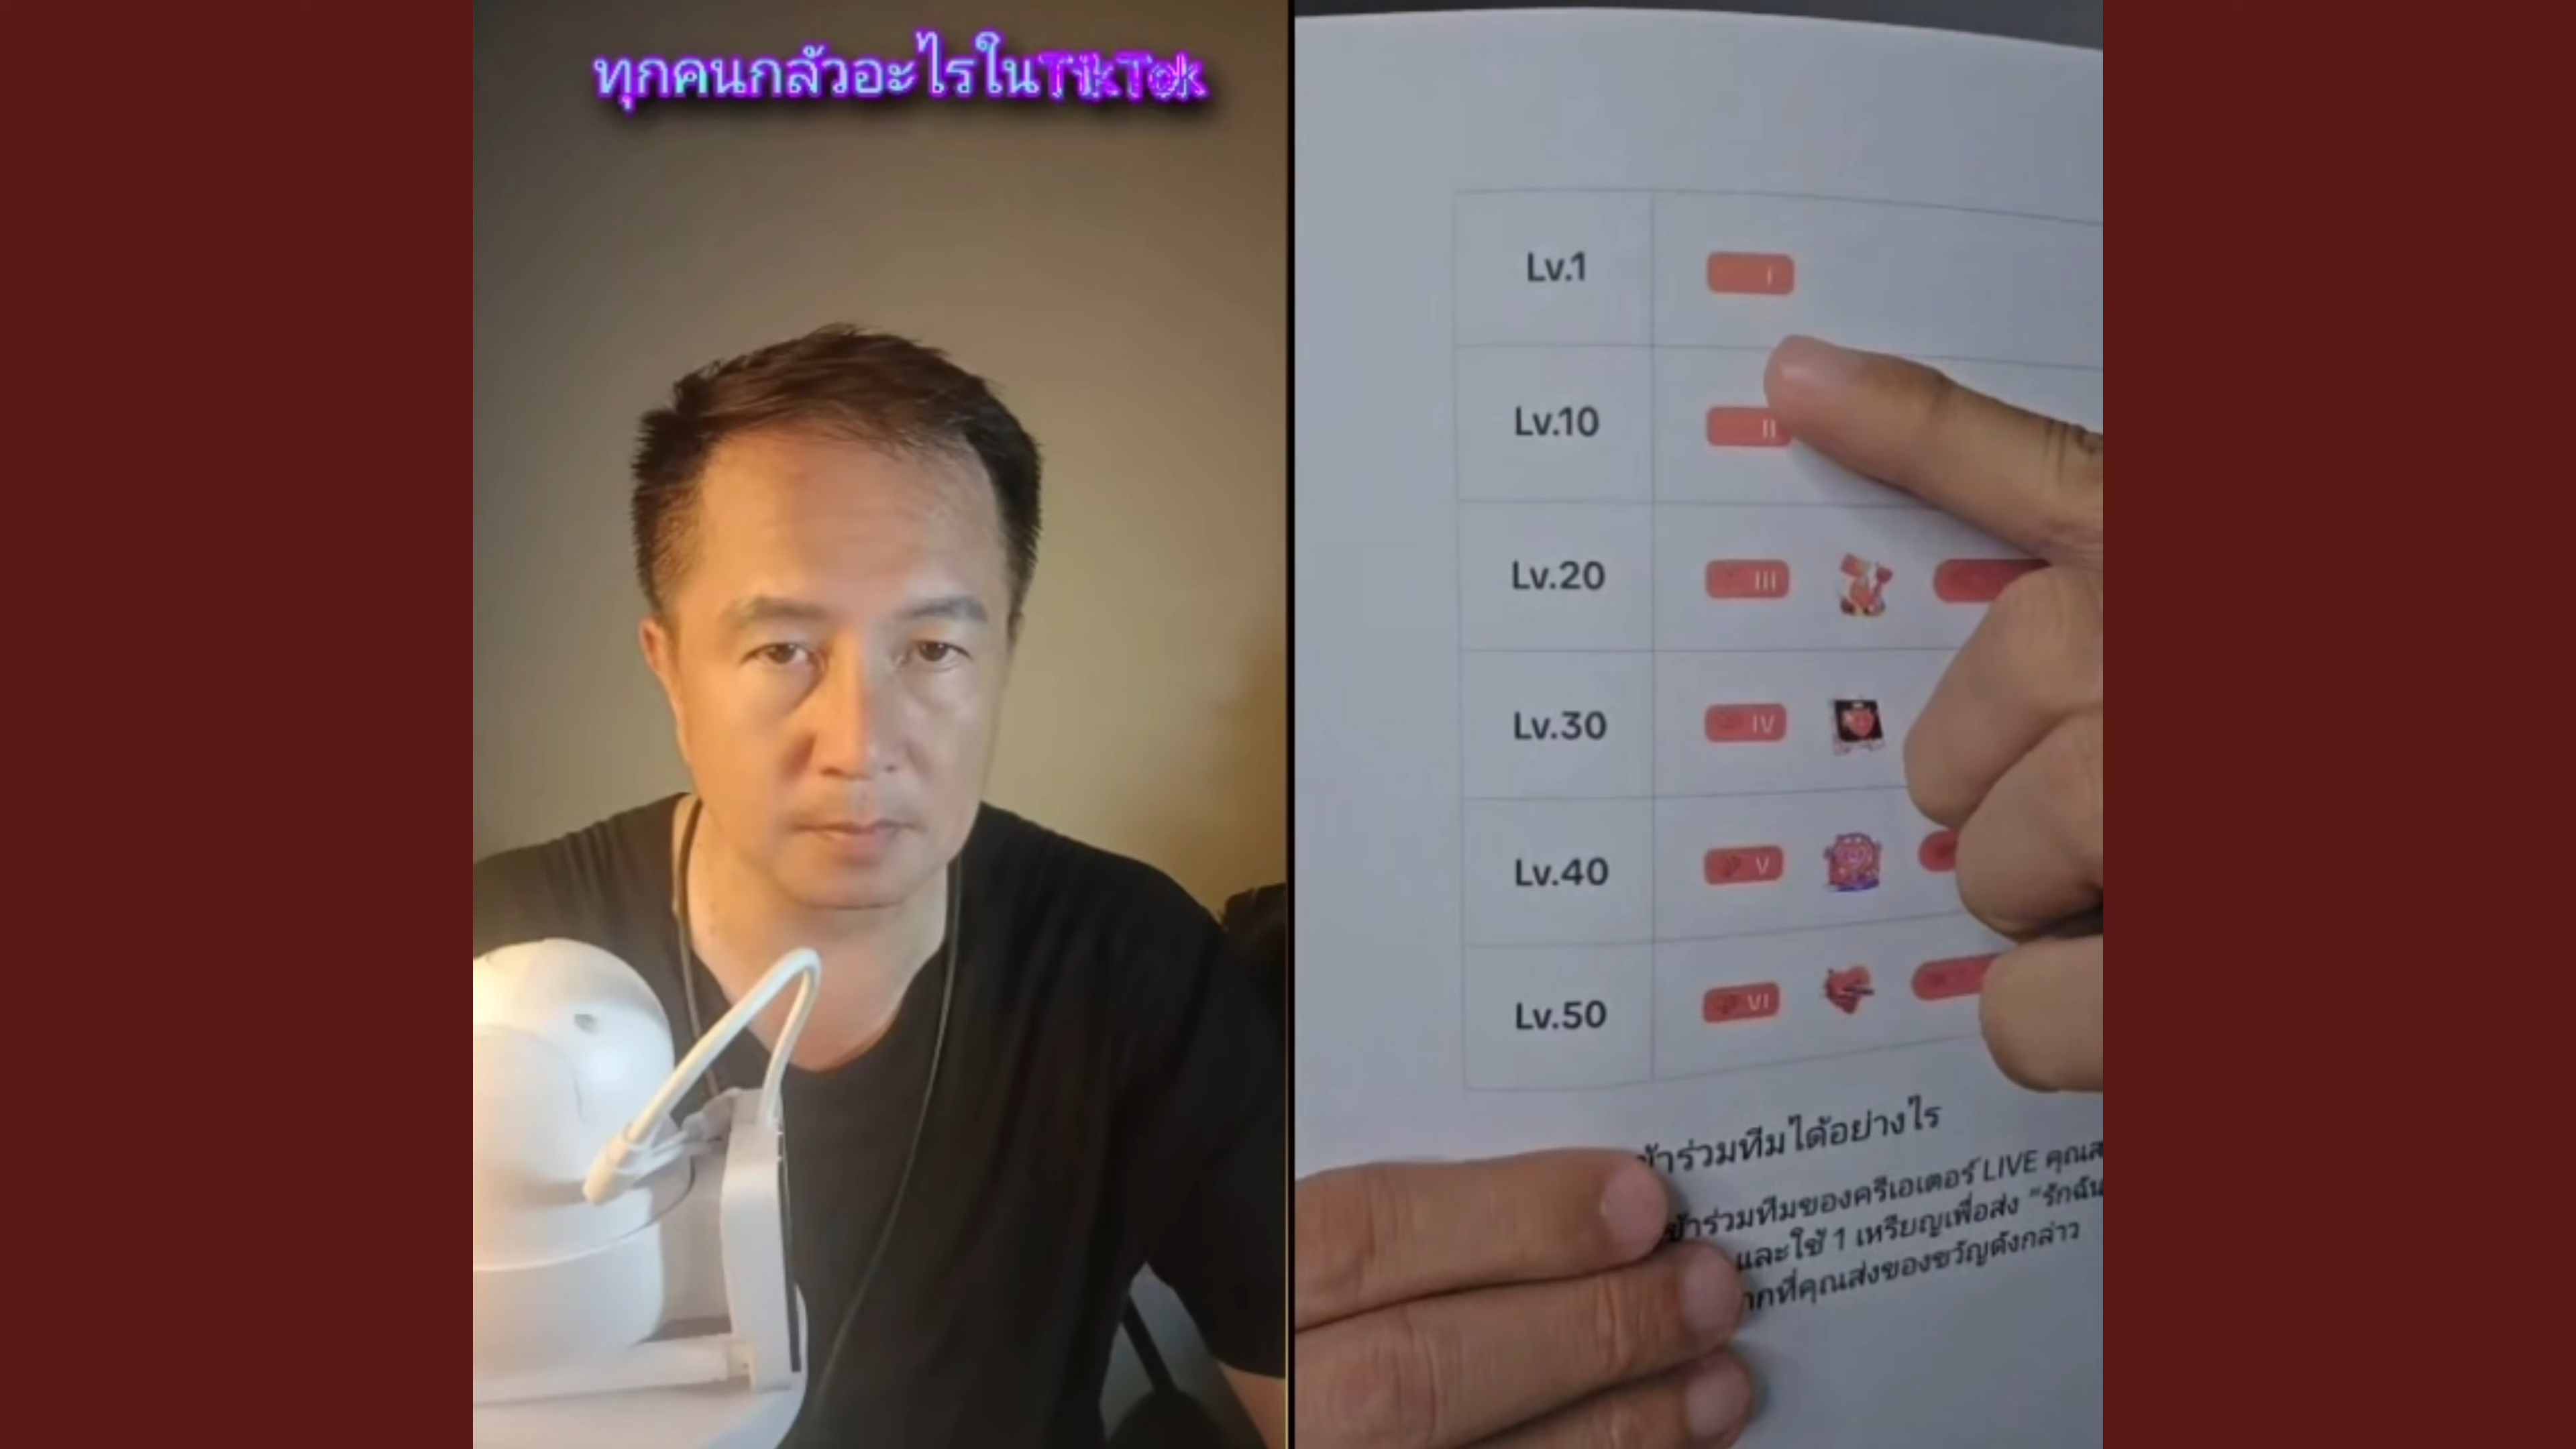 ทุกคนกลัวอะไรในTikTok
Lv.1 I
Lv.10 II
Lv.20 III
Lv.30 IV
Lv.40 V
Lv.50 VI
ร่วมทีมได้อย่างไร
ร่วมทีมของครีเอเตอร์ LIVE
และใช้ 1 เหรียญเพื่อส่ง "รักฉัน
ที่คุณส่งของขวัญดังกล่าว